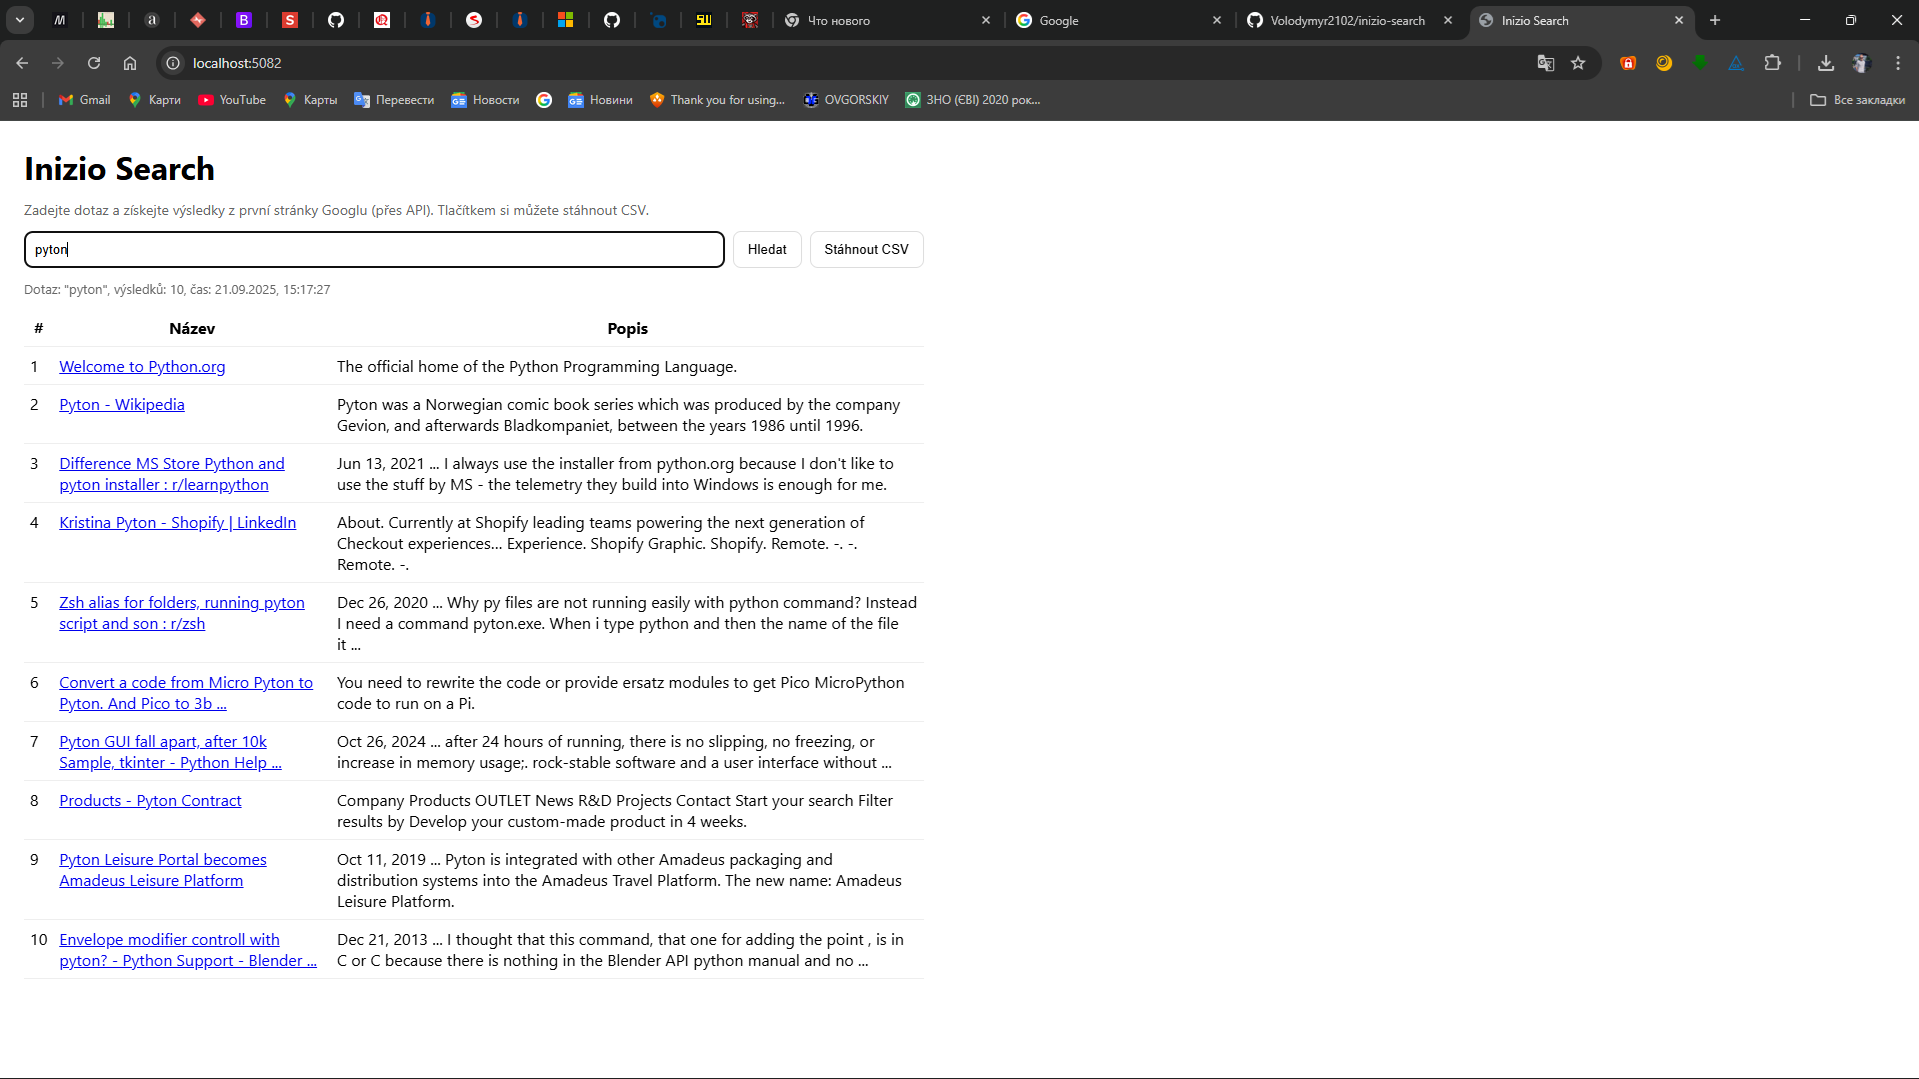 Что нового
Google
Volodymyr2102/inizio-search
Inizio Search
localhost:5082
Gmail
Карти
YouTube
Карты
Перевести
Новости
Новини
Thank you for using...
OVGORSKIY
ЗНО (ЄВІ) 2020 рок...
Все закладки
Inizio Search
Zadejte dotaz a získejte výsledky z první stránky Googlu (přes API). Tlačítkem si můžete stáhnout CSV.
pyton
Hledat
Stáhnout CSV
Dotaz: "pyton", výsledků: 10, čas: 21.09.2025, 15:17:27
# Název Popis
1 Welcome to Python.org The official home of the Python Programming Language.
2 Pyton - Wikipedia Pyton was a Norwegian comic book series which was produced by the company
Gevion, and afterwards Bladkompaniet, between the years 1986 until 1996.
3 Difference MS Store Python and Jun 13, 2021 ... I always use the installer from python.org because I don't like to
pyton installer : r/learnpython use the stuff by MS - the telemetry they build into Windows is enough for me.
4 Kristina Pyton - Shopify | LinkedIn About. Currently at Shopify leading teams powering the next generation of
Checkout experiences... Experience. Shopify Graphic. Shopify. Remote. -. -.
Remote. -.
5 Zsh alias for folders, running pyton Dec 26, 2020 ... Why py files are not running easily with python command? Instead
script and son : r/zsh I need a command pyton.exe. When i type python and then the name of the file
it ...
6 Convert a code from Micro Pyton to You need to rewrite the code or provide ersatz modules to get Pico MicroPython
Pyton. And Pico to 3b ... code to run on a Pi.
7 Pyton GUI fall apart, after 10k Oct 26, 2024 ... after 24 hours of running, there is no slipping, no freezing, or
Sample, tkinter - Python Help ... increase in memory usage;. rock-stable software and a user interface without ...
8 Products - Pyton Contract Company Products OUTLET News R&D Projects Contact Start your search Filter
results by Develop your custom-made product in 4 weeks.
9 Pyton Leisure Portal becomes Oct 11, 2019 ... Pyton is integrated with other Amadeus packaging and
Amadeus Leisure Platform distribution systems into the Amadeus Travel Platform. The new name: Amadeus
Leisure Platform.
10 Envelope modifier controll with Dec 21, 2013 ... I thought that this command, that one for adding the point , is in
pyton? - Python Support - Blender ... C or C because there is nothing in the Blender API python manual and no ...